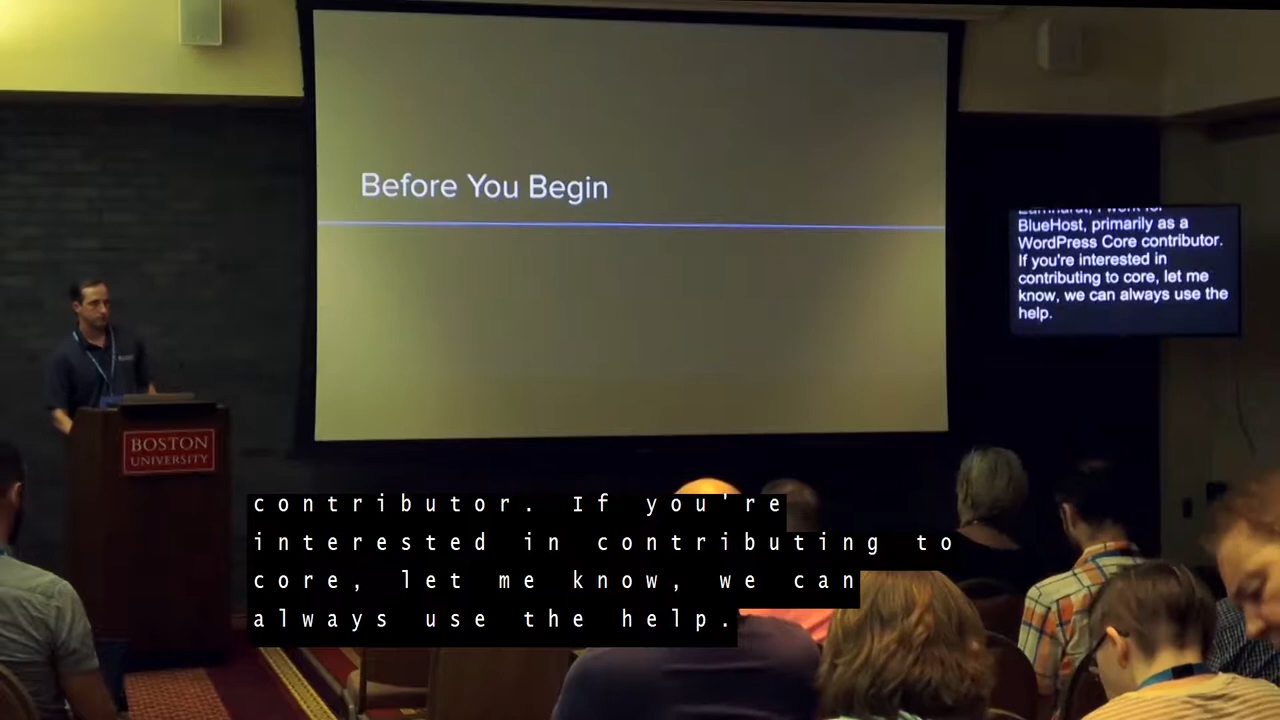 Before You Begin
BlueHost, primarily as a
WordPress Core contributor.
If you're interested in
contributing to core, let me
know, we can always use the
help.
BOSTON
UNIVERSITY
contributor. If you're
interested in contributing to
core, let me know, we can
always use the help.